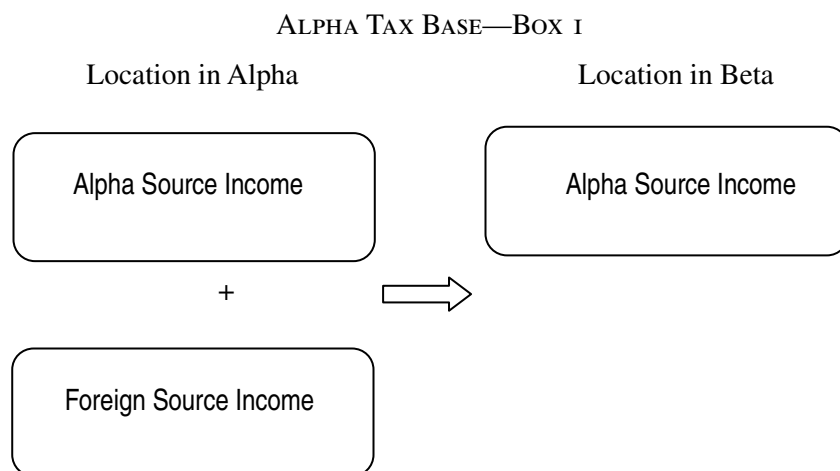 ALPHA TAX BASE—BOX I
Location in Alpha
Location in Beta
Alpha Source Income
Alpha Source Income
+
Foreign Source Income